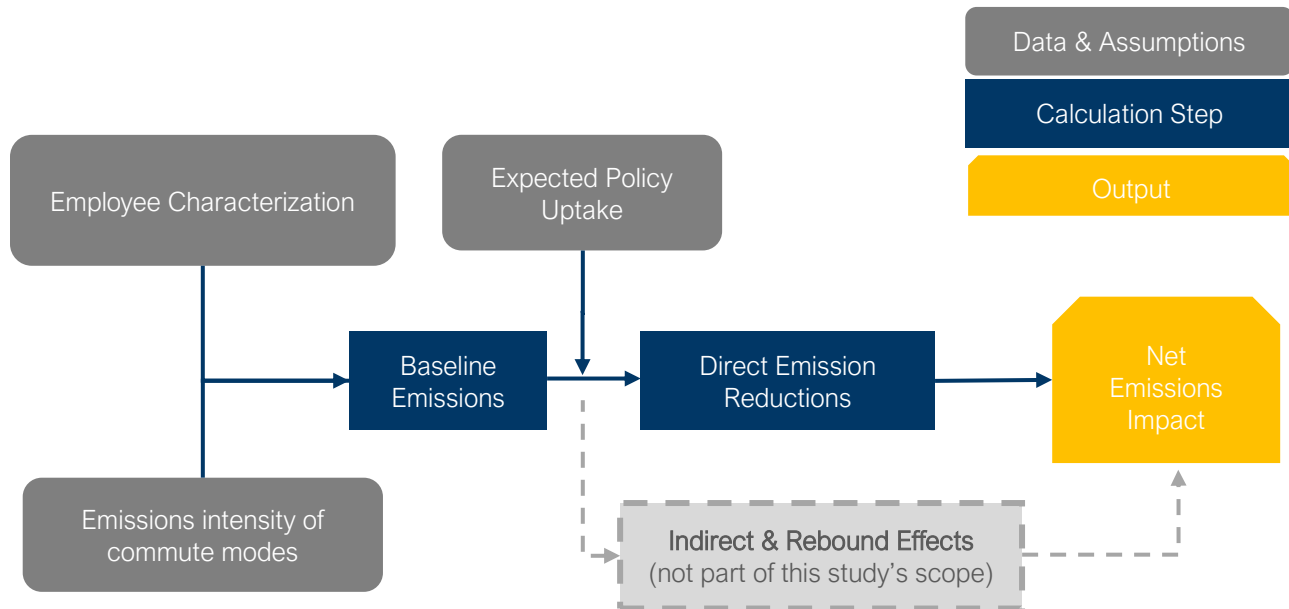 Data & Assumptions
Calculation Step
Output
Employee Characterization
Expected Policy
Uptake
Baseline
Emissions
Direct Emission
Reductions
Net
Emissions
Impact
Emissions intensity of
commute modes
Indirect & Rebound Effects
(not part of this study's scope)